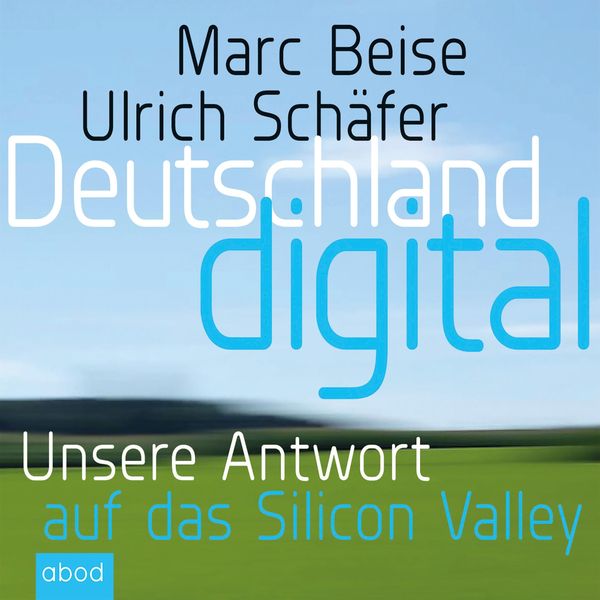 Marc Beise
Ulrich Schäfer
Deutschland
digital
Unsere Antwort
auf das Silicon Valley
abod